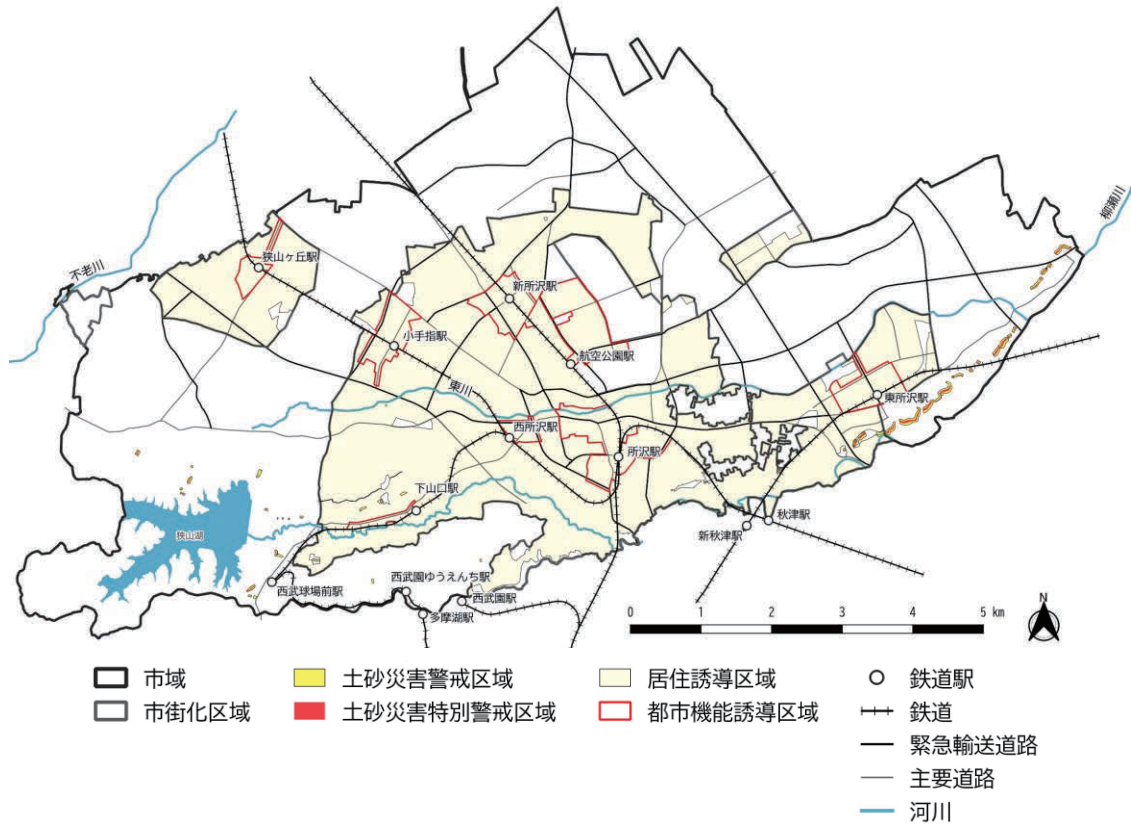 柳瀬川
不老川
狭山ヶ丘駅
新所沢駅
小手指駅
航空公園駅
東川
東所沢駅
西所沢駅
所沢駅
下山口駅
狭山湖
新秋津駅
秋津駅
西武球場前駅
西武園ゆうえんち駅
西武園駅
多摩湖駅
0 1 2 3 4 5 km
N
市域
土砂災害警戒区域
居住誘導区域
鉄道駅
市街化区域
土砂災害特別警戒区域
都市機能誘導区域
鉄道
緊急輸送道路
主要道路
河川